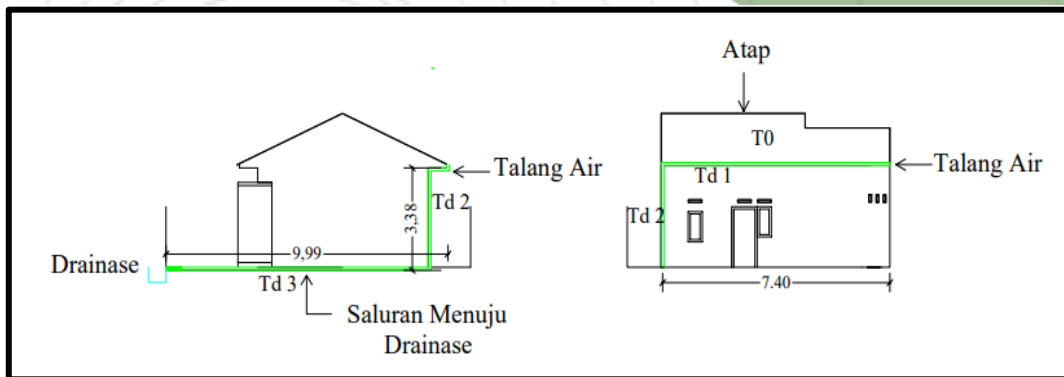 Atap
T0
Talang Air
Td 1
Td 2
Talang Air
Td 2
3,38
9,99
Drainase
Td 3
7.40
Saluran Menuju
Drainase